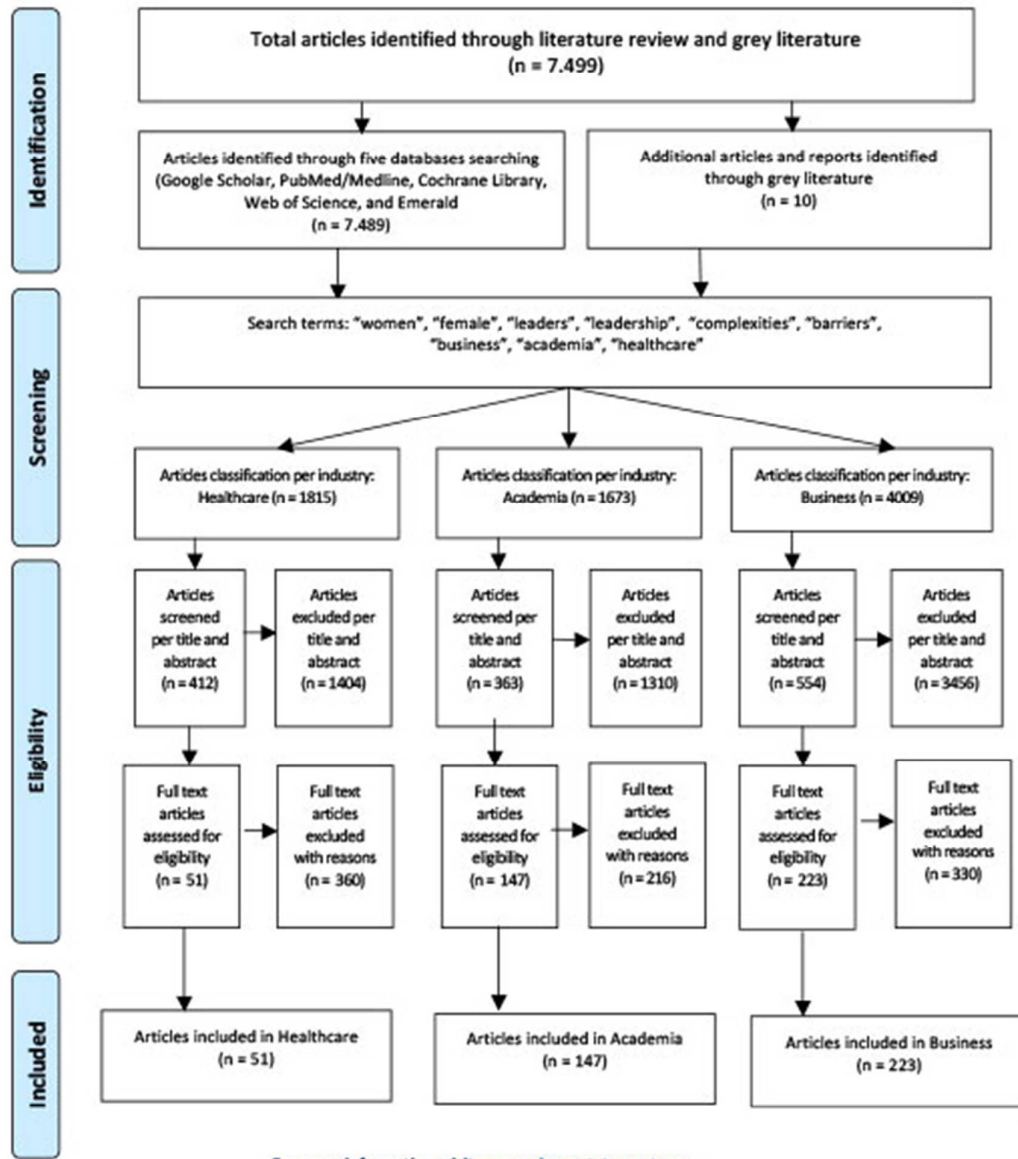 Identification
Total articles identified through literature review and grey literature
(n = 7.499)
Articles identified through five databases searching
(Google Scholar, PubMed/Medline, Cochrane Library,
Web of Science, and Emerald
(n = 7.489)
Additional articles and reports identified
through grey literature
(n = 10)
Screening
Search terms: "women", "female", "leaders", "leadership", "complexities", "barriers",
"business", "academia", "healthcare"
Articles classification per industry:
Healthcare (n = 1815)
Articles classification per industry:
Academia (n = 1673)
Articles classification per industry:
Business (n = 4009)
Eligibility
Articles
screened
per title and
abstract
(n = 412)
Articles
excluded per
title and
abstract
(n = 1404)
Articles
screened
per title and
abstract
(n = 363)
Articles
excluded
per title and
abstract
(n = 1310)
Articles
screened per
title and
abstract
(n = 554)
Articles
excluded
per title and
abstract
(n = 3456)
Full text
articles
assessed for
eligibility
(n = 51)
Full text
articles
excluded
with reasons
(n = 360)
Full text
articles
assessed for
eligibility
(n = 147)
Full text
articles
excluded
with reasons
(n = 216)
Full text
articles
assessed for
eligibility
(n = 223)
Full text
articles
excluded
with reasons
(n = 330)
Included
Articles included in Healthcare
(n = 51)
Articles included in Academia
(n = 147)
Articles included in Business
(n = 223)